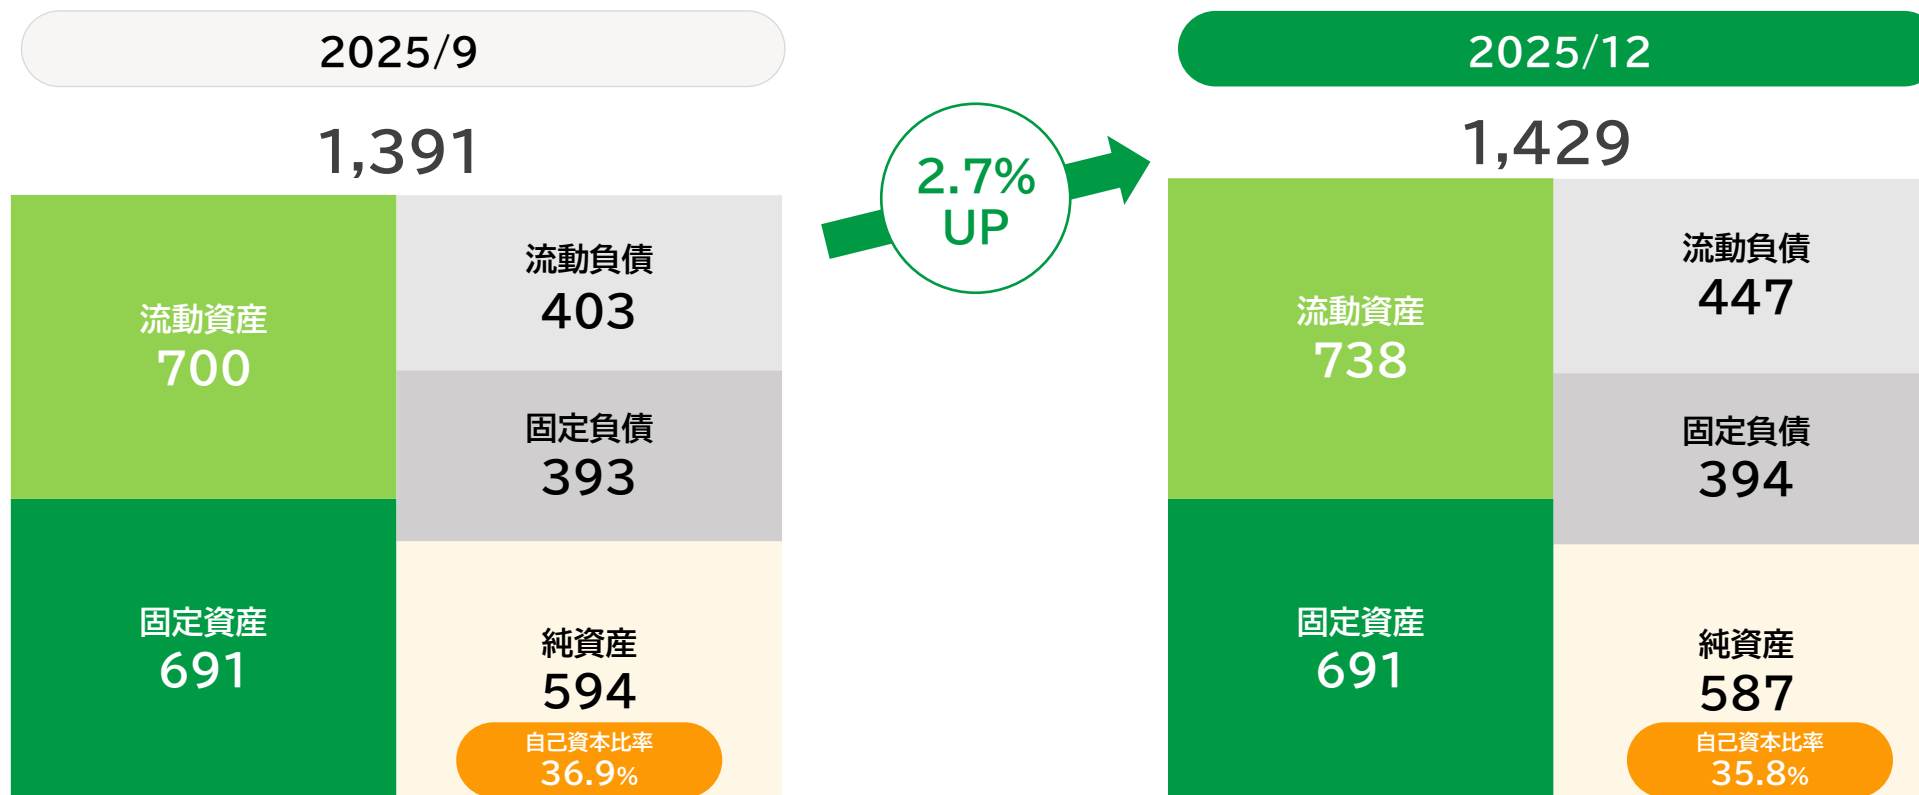 2025/9
1,391
流動資産
700
固定資産
691
流動負債
403
固定負債
393
純資産
594
自己資本比率
36.9%
2.7%
UP
2025/12
1,429
流動資産
738
固定資産
691
流動負債
447
固定負債
394
純資産
587
自己資本比率
35.8%